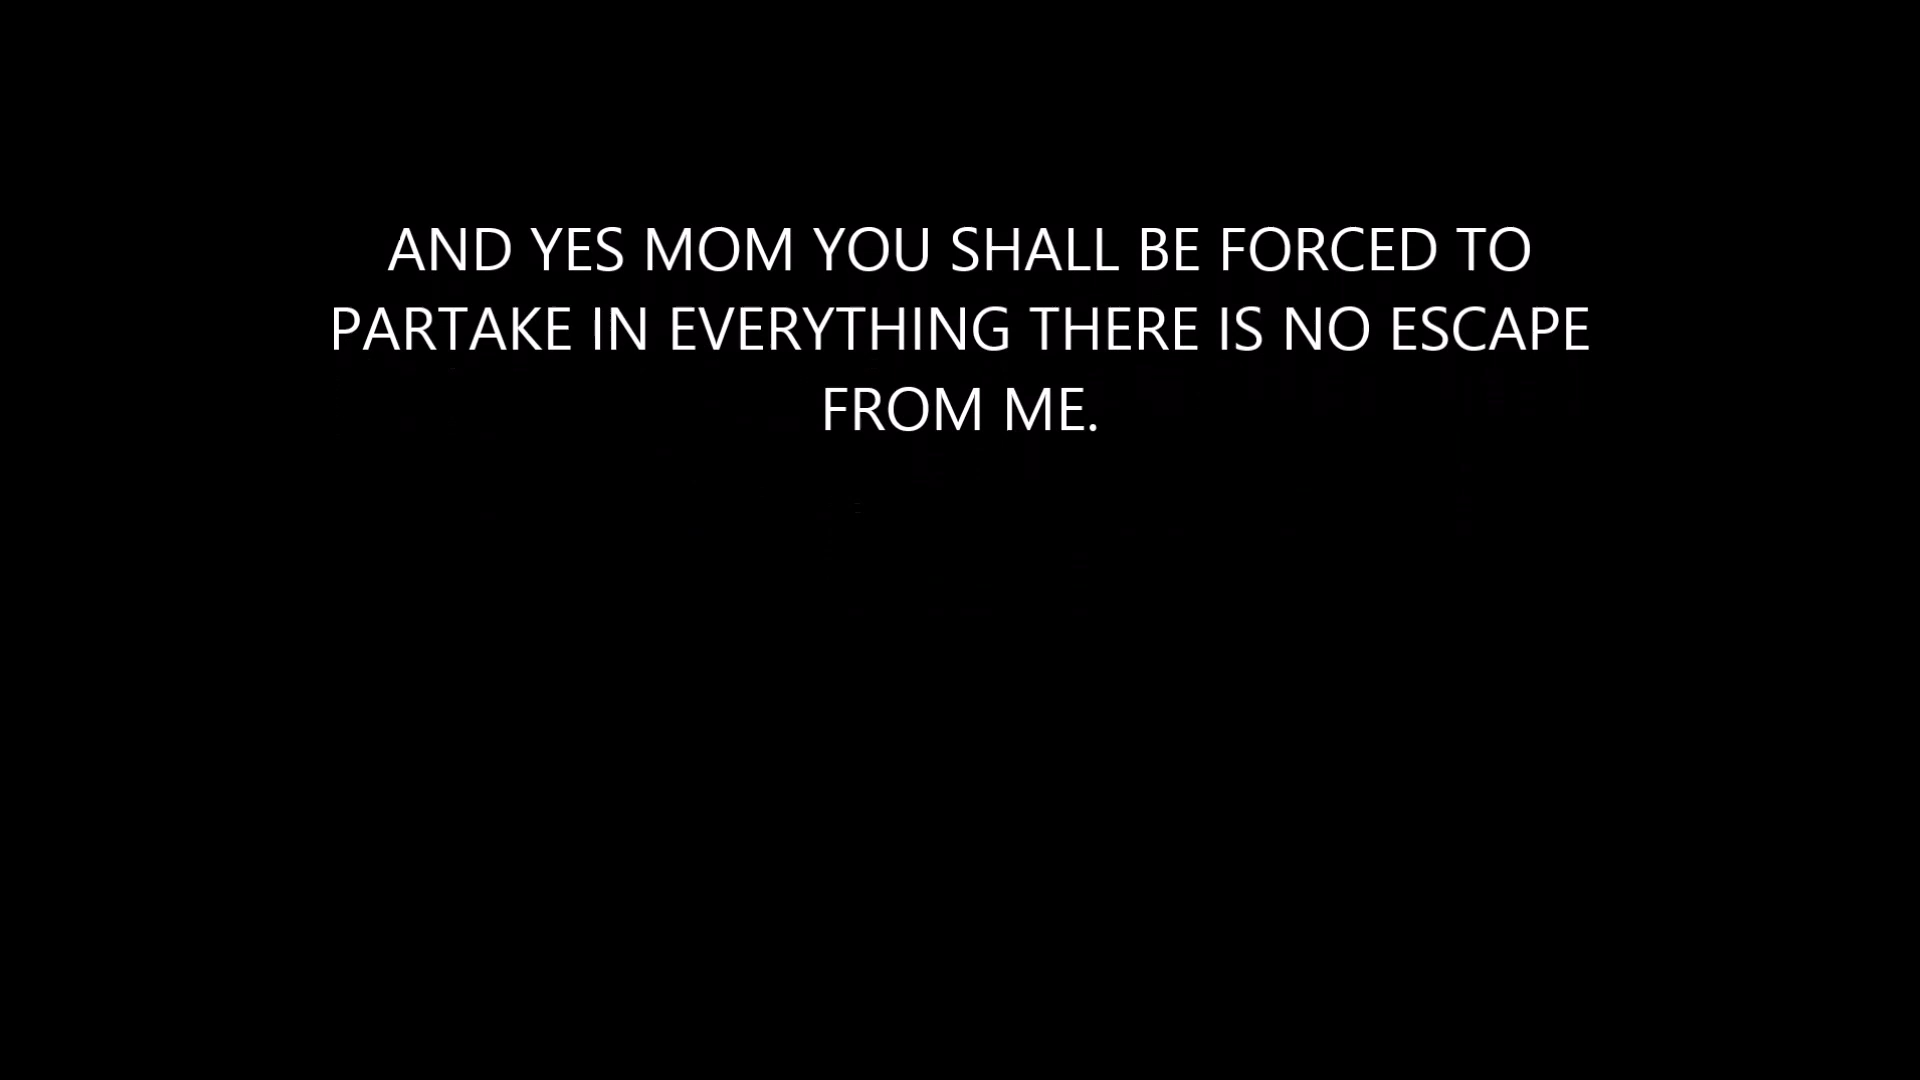 AND YES MOM YOU SHALL BE FORCED TO
PARTAKE IN EVERYTHING THERE IS NO ESCAPE
FROM ME.